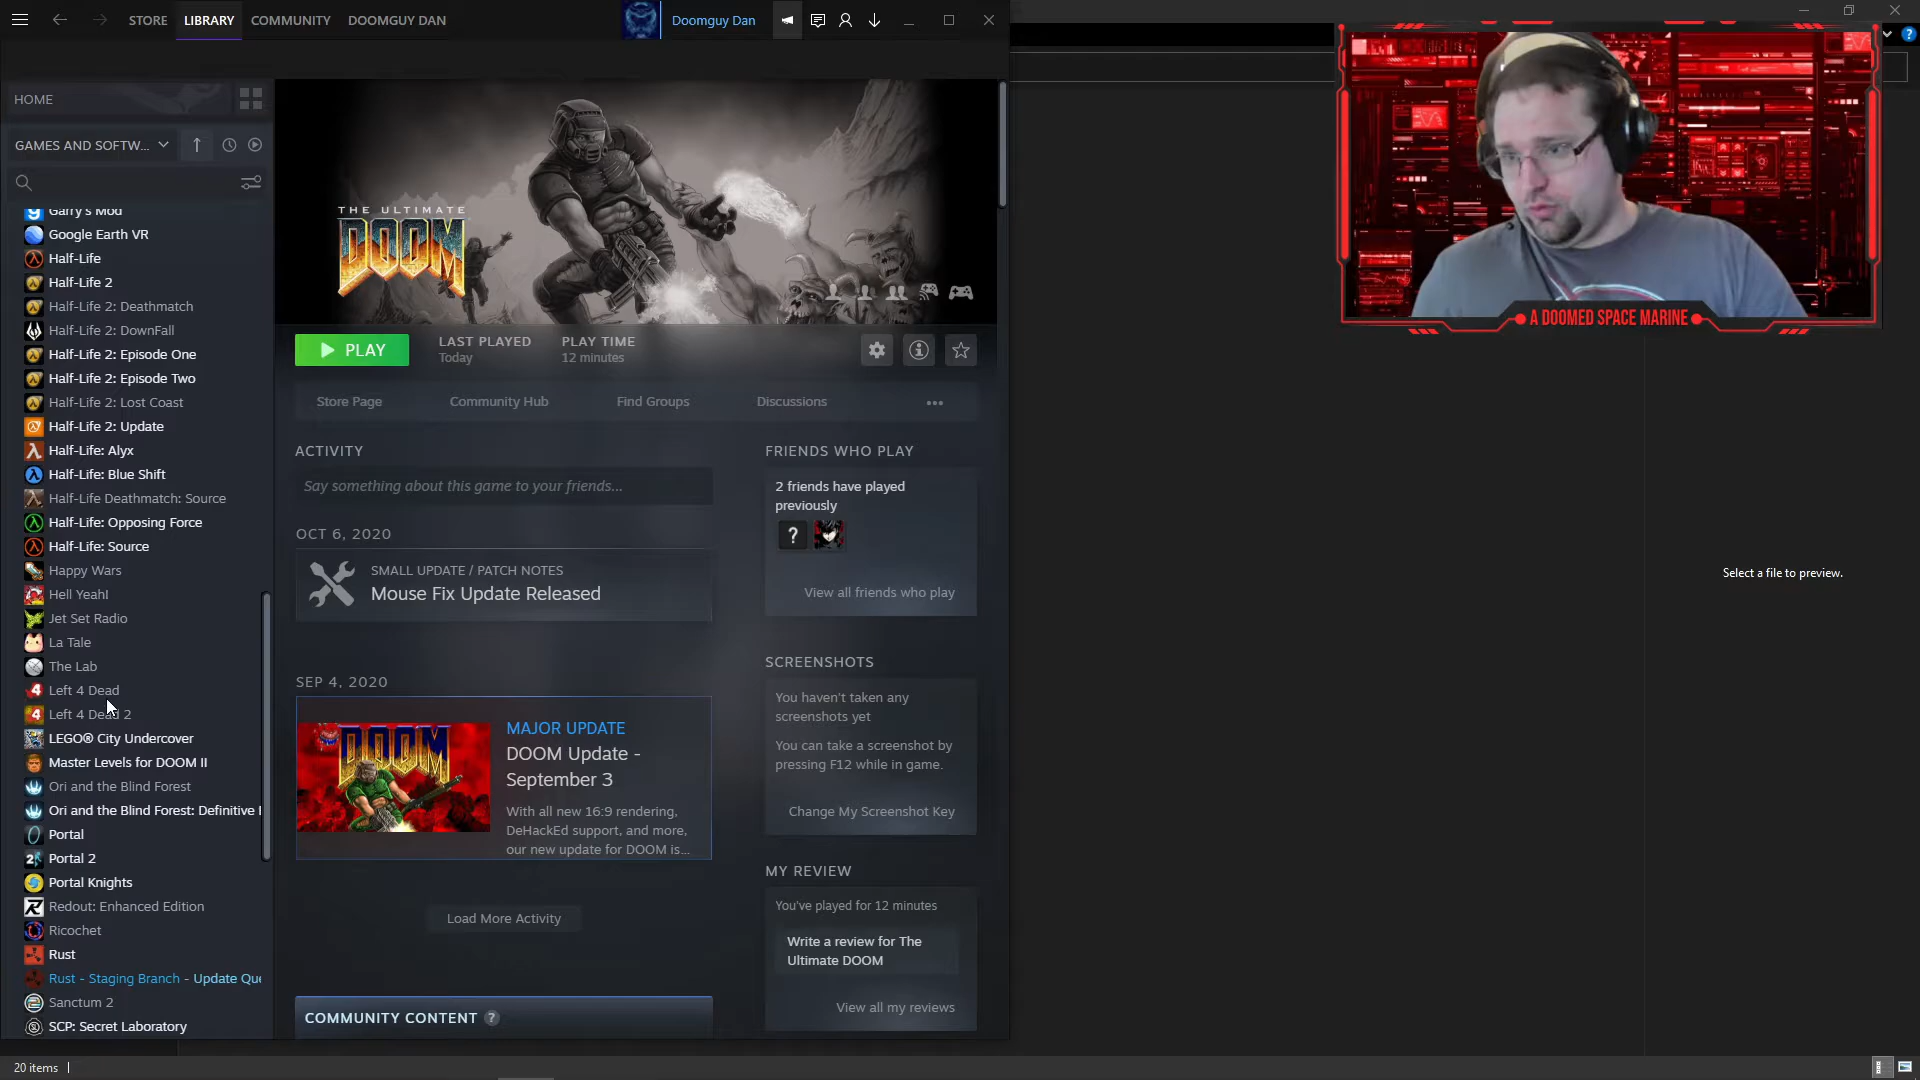 STORE LIBRARY COMMUNITY DOOMGUY DAN Doomguy Dan
HOME
GAMES AND SOFTW...
Garry's Mod
Google Earth VR
Half-Life
Half-Life 2
Half-Life 2: Deathmatch
Half-Life 2: DownFall
Half-Life 2: Episode One
Half-Life 2: Episode Two
Half-Life 2: Lost Coast
Half-Life 2: Update
Half-Life: Alyx
Half-Life: Blue Shift
Half-Life Deathmatch: Source
Half-Life: Opposing Force
Half-Life: Source
Happy Wars
Hell Yeah!
Jet Set Radio
La Tale
The Lab
Left 4 Dead
Left 4 Dead 2
LEGO® City Undercover
Master Levels for DOOM II
Ori and the Blind Forest
Ori and the Blind Forest: Definitive
Portal
Portal 2
Portal Knights
Redout: Enhanced Edition
Ricochet
Rust
Rust - Staging Branch - Update Que
Sanctum 2
SCP: Secret Laboratory
THE ULTIMATE
DOOM
PLAY
LAST PLAYED
Today
PLAY TIME
12 minutes
Store Page Community Hub Find Groups Discussions ...
ACTIVITY
Say something about this game to your friends...
OCT 6, 2020
SMALL UPDATE / PATCH NOTES
Mouse Fix Update Released
SEP 4, 2020
DOOM
MAJOR UPDATE
DOOM Update -
September 3
With all new 16:9 rendering,
DeHackEd support, and more,
our new update for DOOM is...
Load More Activity
COMMUNITY CONTENT ?
FRIENDS WHO PLAY
2 friends have played
previously
?
View all friends who play
SCREENSHOTS
You haven't taken any
screenshots yet
You can take a screenshot by
pressing F12 while in game.
Change My Screenshot Key
MY REVIEW
You've played for 12 minutes
Write a review for The
Ultimate DOOM
View all my reviews
A DOOMED SPACE MARINE
Select a file to preview.
20 items